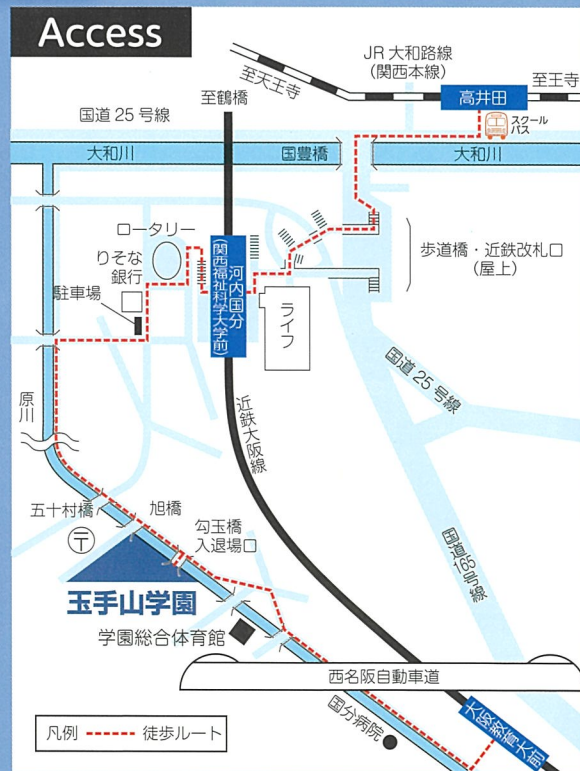 Access
JR 大和路線
(関西本線)
至天王寺
至王寺
高井田
スクール
バス
至鶴橋
国道 25 号線
大和川
国豊橋
大和川
ロータリー
りそな
銀行
駐車場
河内国分
(関西福祉科学大学前)
ライフ
歩道橋・近鉄改札口
(屋上)
国道 25 号線
原川
近鉄大阪線
五十村橋
旭橋
勾玉橋
入退場口
〒
国道165号線
玉手山学園
学園総合体育館
西名阪自動車道
国分病院
大阪教育大前
凡例
徒歩ルート